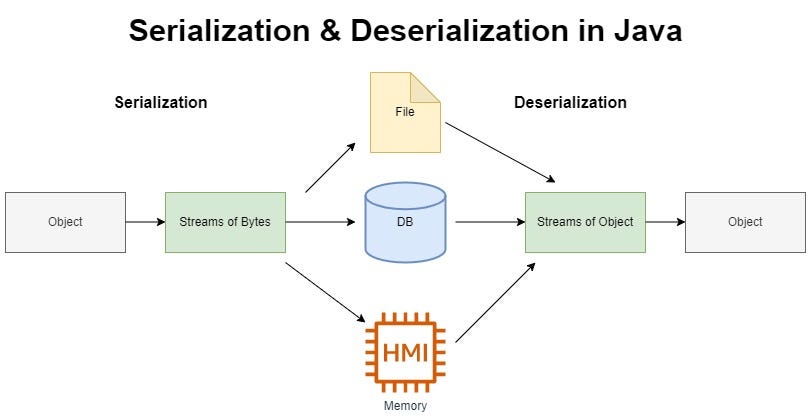 Serialization & Deserialization in Java
Serialization
Deserialization
File
Object
Streams of Bytes
DB
Streams of Object
Object
HMI
Memory